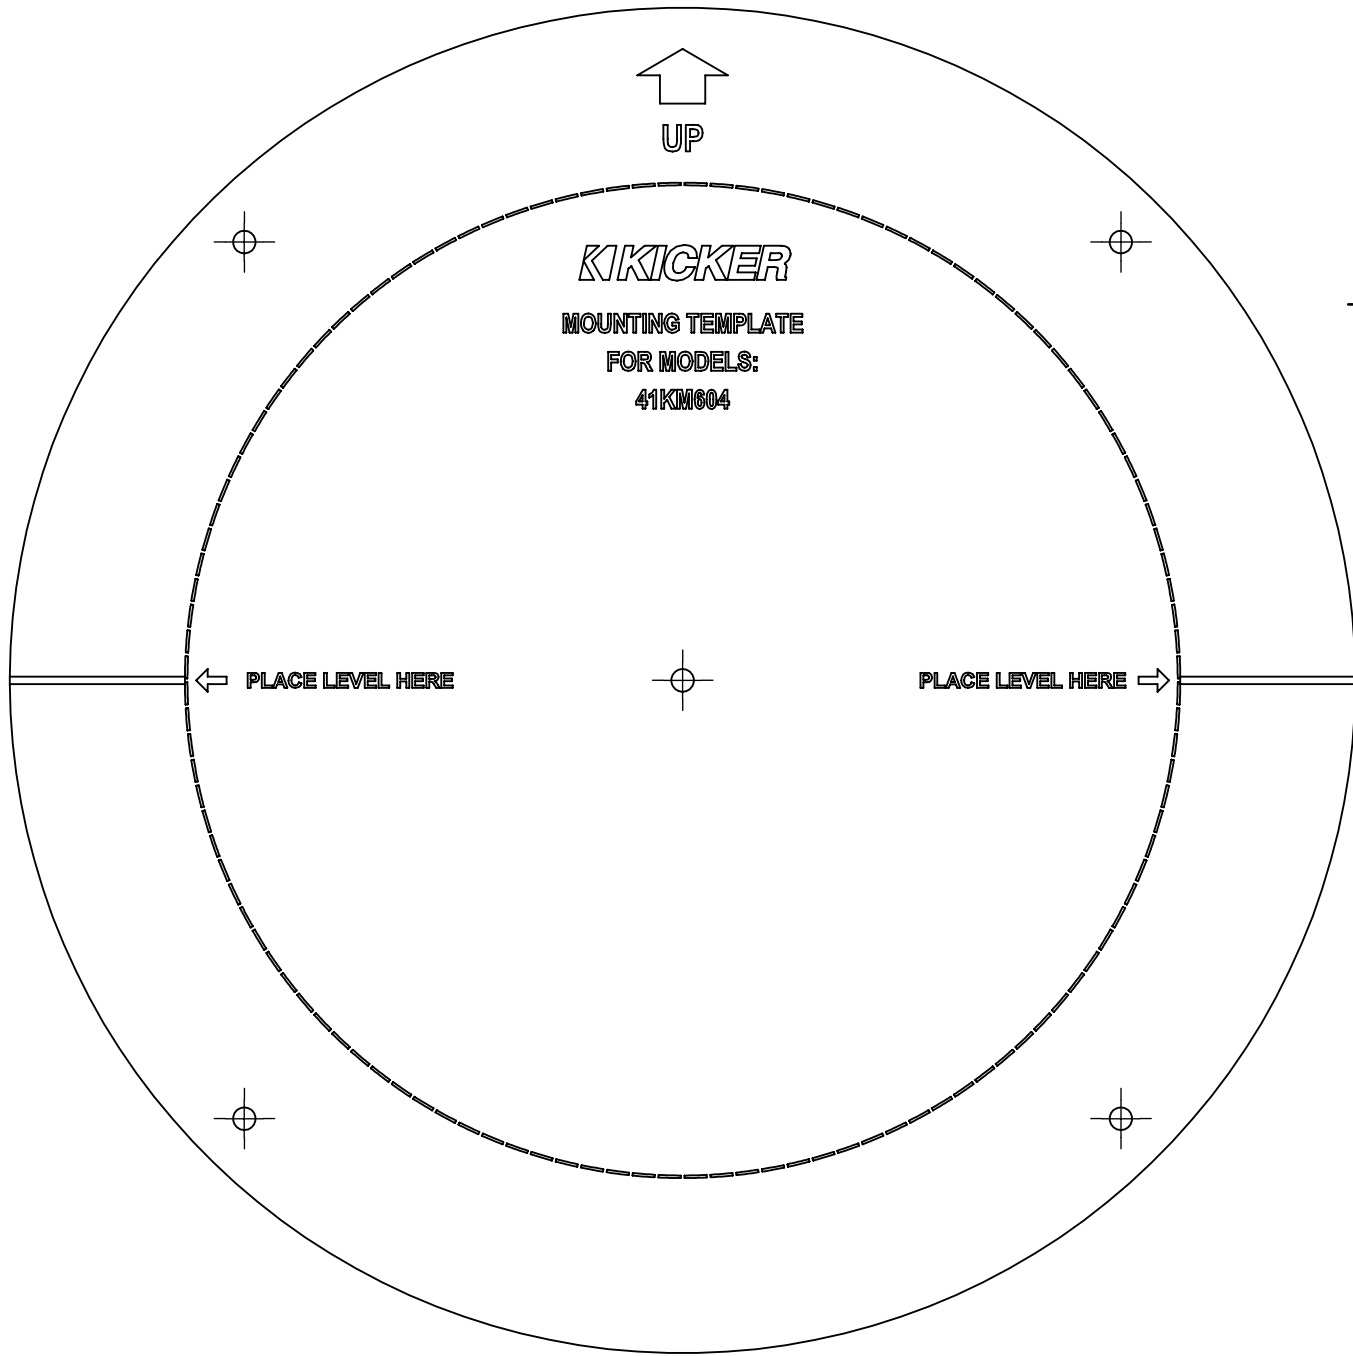 UP
KICKER
MOUNTING TEMPLATE
FOR MODELS:
41KM604
PLACE LEVEL HERE
PLACE LEVEL HERE